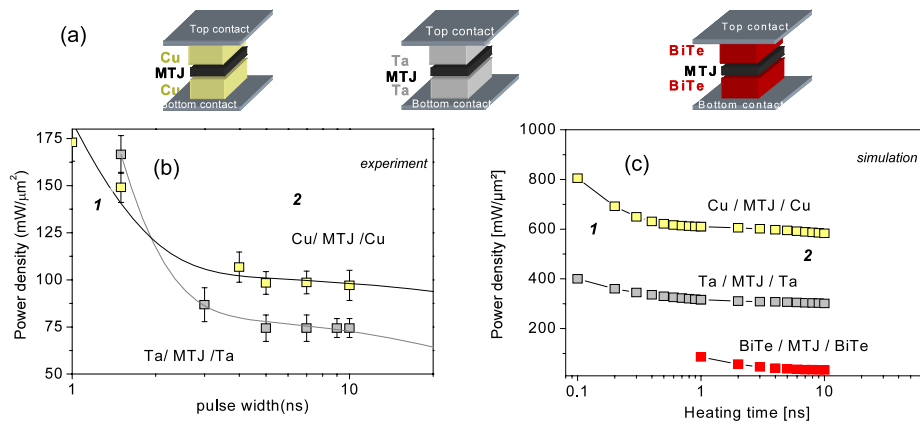 (a)
Top contact
Cu
MTJ
Cu
Bottom contact
Top contact
Ta
MTJ
Ta
Bottom contact
Top contact
BiTe
MTJ
BiTe
Bottom contact
(b)
experiment
1
2
Cu/ MTJ /Cu
Ta/ MTJ /Ta
Power density (mW/μm²)
175
150
125
100
75
50
1
10
pulse width(ns)
(c)
simulation
1
2
Cu / MTJ / Cu
Ta / MTJ / Ta
BiTe / MTJ / BiTe
Power density [mW/μm²]
1000
800
600
400
200
0.1
1
10
Heating time [ns]